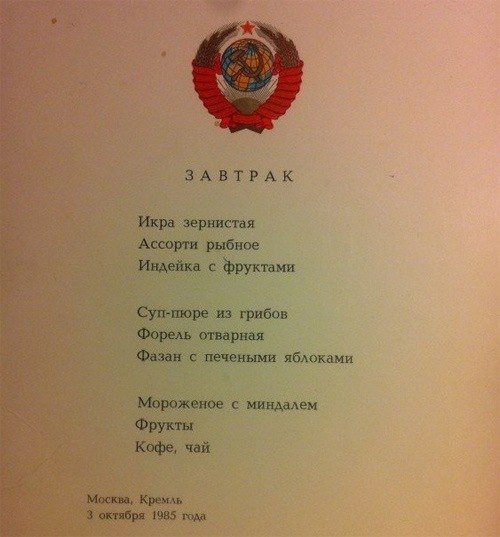 ЗАВТРАК
Икра зернистая
Ассорти рыбное
Индейка с фруктами
Суп-пюре из грибов
Форель отварная
Фазан с печеными яблоками
Мороженое с миндалем
Фрукты
Кофе, чай
Москва, Кремль
3 октября 1985 года